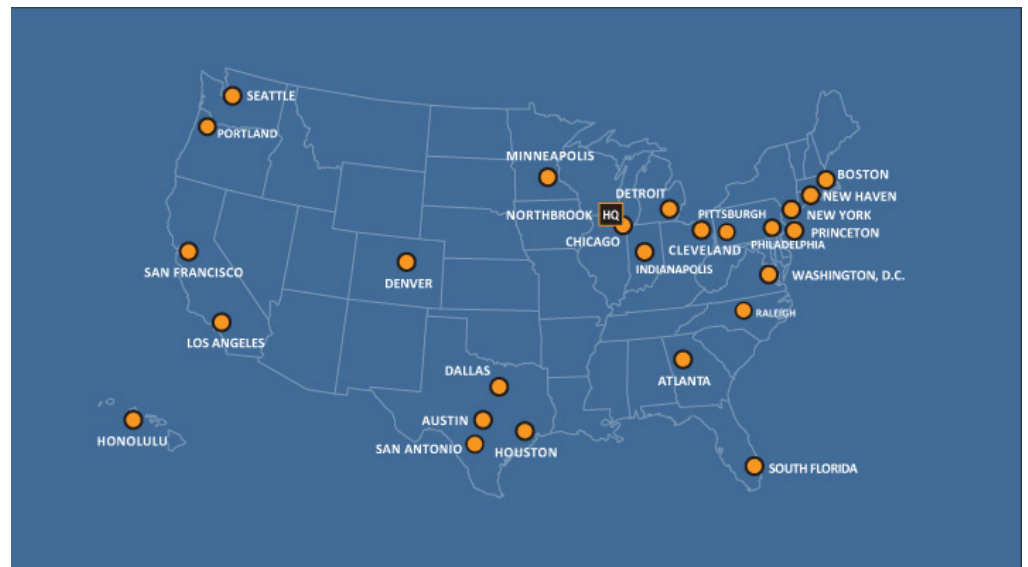 SEATTLE
PORTLAND
MINNEAPOLIS
BOSTON
DETROIT
NEW HAVEN
NORTHBROOK HQ
PITTSBURGH
NEW YORK
PRINCETON
CHICAGO
CLEVELAND
PHILADELPHIA
INDIANAPOLIS
SAN FRANCISCO
DENVER
WASHINGTON, D.C.
RALEIGH
LOS ANGELES
DALLAS
ATLANTA
AUSTIN
HONOLULU
SAN ANTONIO
HOUSTON
SOUTH FLORIDA